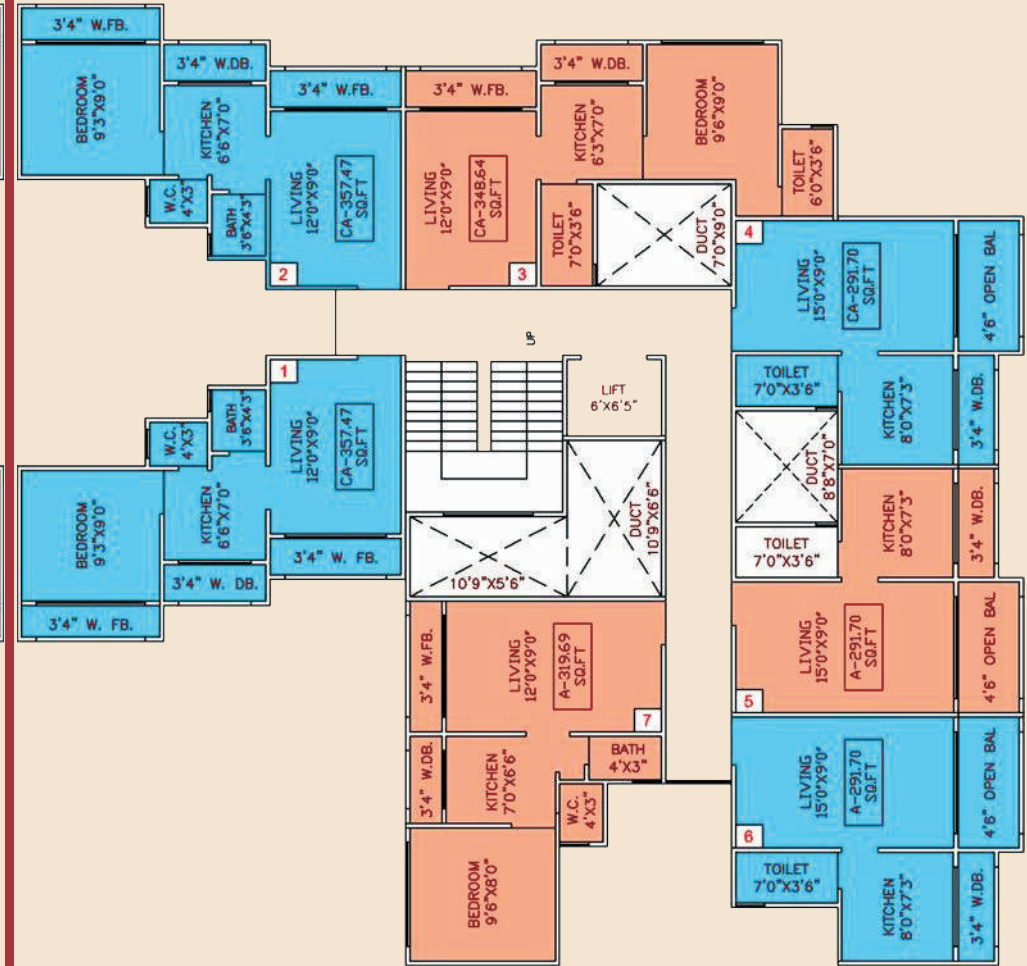 3'4" W.FB.
BEDROOM
9'3"X9'0"
3'4" W.DB.
KITCHEN
6'6"X7'0"
3'4" W.FB.
W.C.
4'X3'
BATH
3'6"X4'3"
LIVING
12'0"X9'0"
CA-357.47
SQ.FT
2
3'4" W.FB.
LIVING
12'0"X9'0"
CA-348.64
SQ.FT
3
3'4" W.DB.
KITCHEN
6'3"X7'0"
TOILET
7'0"X3'6"
BEDROOM
9'6"X9'0"
TOILET
6'0"X3'6"
DUCT
7'0"X9'0"
4
LIVING
15'0"X9'0"
CA-291.70
SQ.FT
4'6" OPEN BAL
TOILET
7'0"X3'6"
KITCHEN
8'0"X7'3"
3'4" W.DB.
UP
LIFT
6'X6'5"
1
LIVING
12'0"X9'0"
CA-357.47
SQ.FT
BATH
3'6"X4'3"
W.C.
4'X3"
KITCHEN
6'6"X7'0"
BEDROOM
9'3"X9'0"
3'4" W. FB.
3'4" W. DB.
3'4" W. FB.
DUCT
10'9"X6'6"
10'9"X5'6"
DUCT
8'8"X7'0"
TOILET
7'0"X3'6"
KITCHEN
8'0"X7'3"
3'4" W.DB.
LIVING
15'0"X9'0"
A-291.70
SQ.FT
4'6" OPEN BAL
5
3'4" W.FB.
LIVING
12'0"X9'0"
A-319.69
SQ.FT
7
3'4" W.DB.
KITCHEN
7'0"X6'6"
BATH
4'X3"
W.C.
4'X3"
BEDROOM
9'6"X8'0"
LIVING
15'0"X9'0"
A-291.70
SQ.FT
4'6" OPEN BAL
6
TOILET
7'0"X3'6"
KITCHEN
8'0"X7'3"
3'4" W.DB.